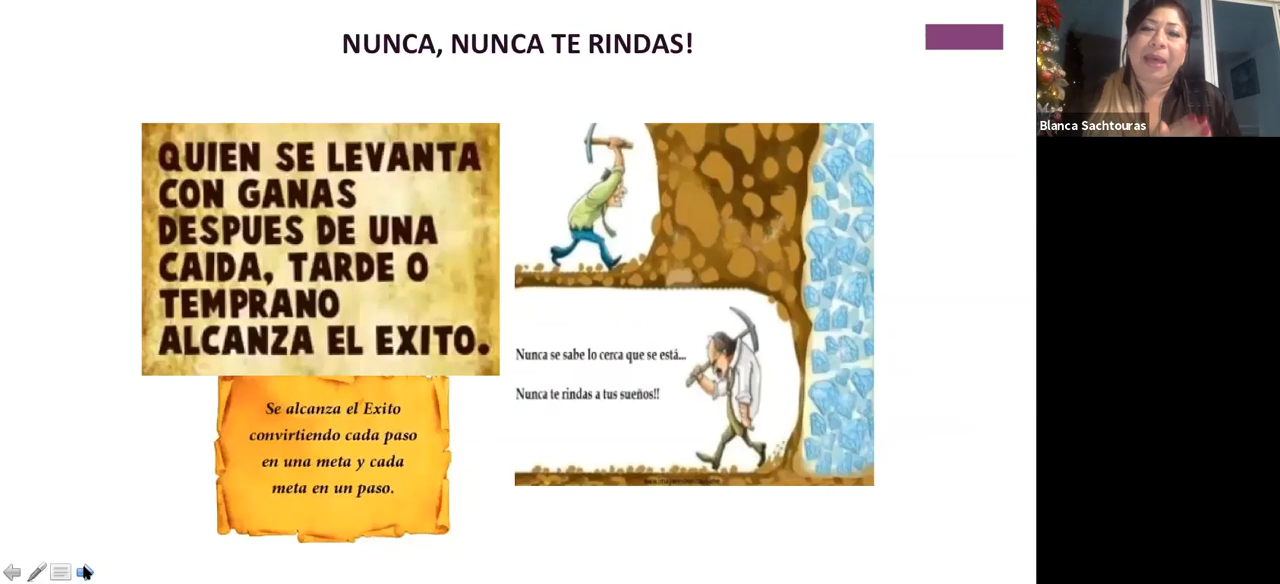 NUNCA, NUNCA TE RINDAS!
QUIEN SE LEVANTA
CON GANAS
DESPUES DE UNA
CAIDA, TARDE O
TEMPRANO
ALCANZA EL EXITO.
Se alcanza el Exito
convirtiendo cada paso
en una meta y cada
meta en un paso.
Nunca se sabe lo cerca que se está...
Nunca te rindas a tus sueños!!
Blanca Sachtouras